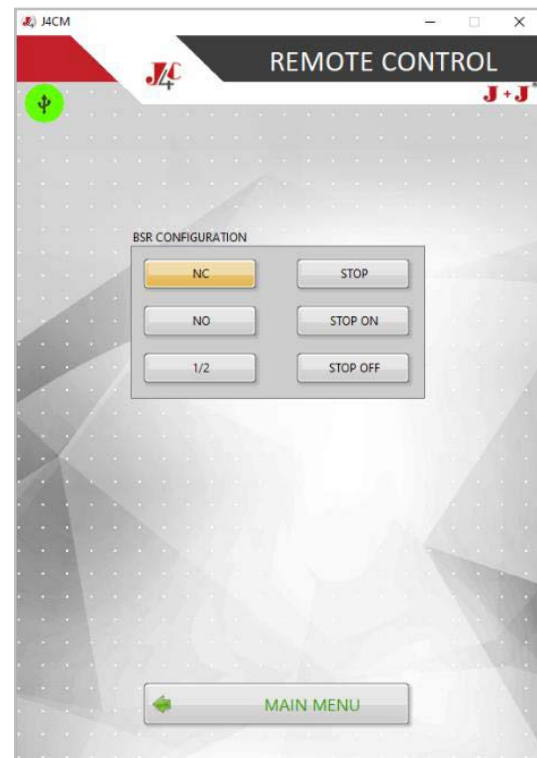 J4CM
REMOTE CONTROL
J4C
J+J
BSR CONFIGURATION
NC
STOP
NO
STOP ON
1/2
STOP OFF
MAIN MENU